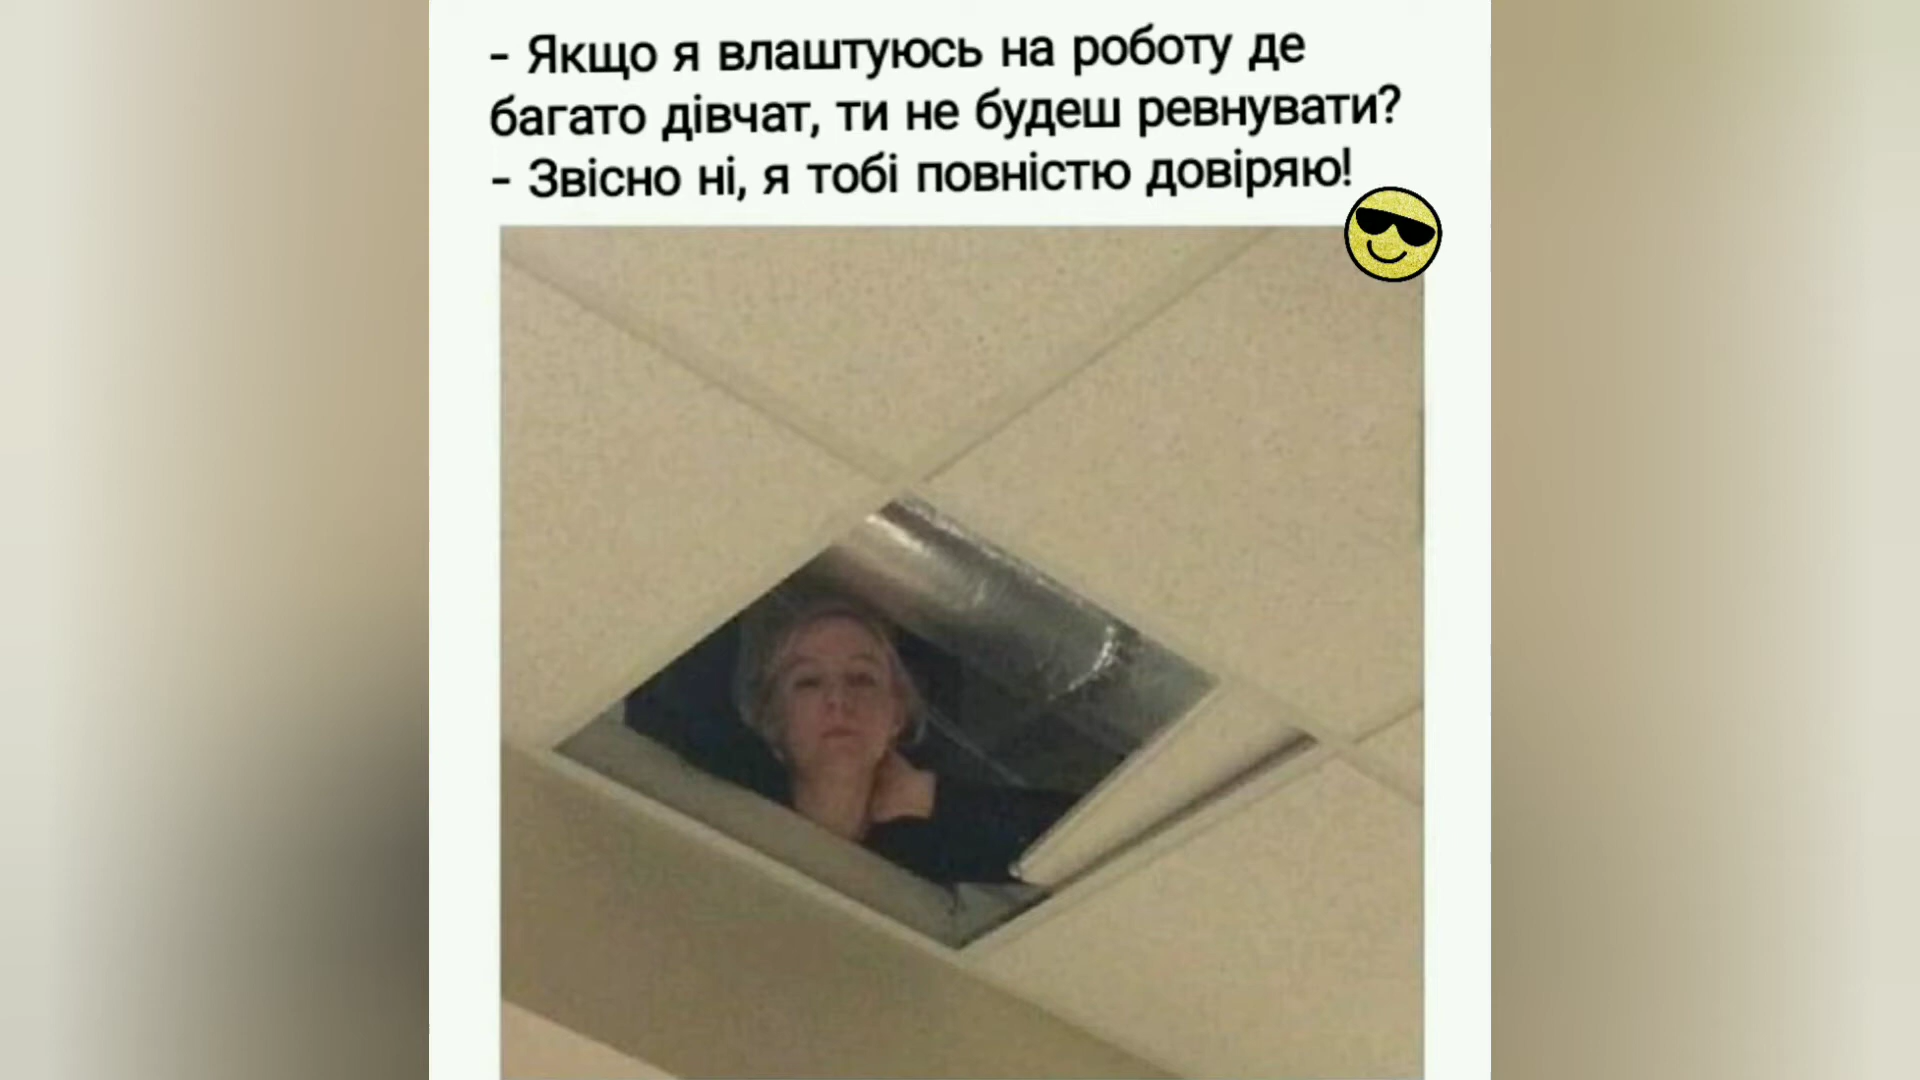 - Якщо я влаштуюсь на роботу де
багато дівчат, ти не будеш ревнувати?
- Звісно ні, я тобі повністю довіряю!